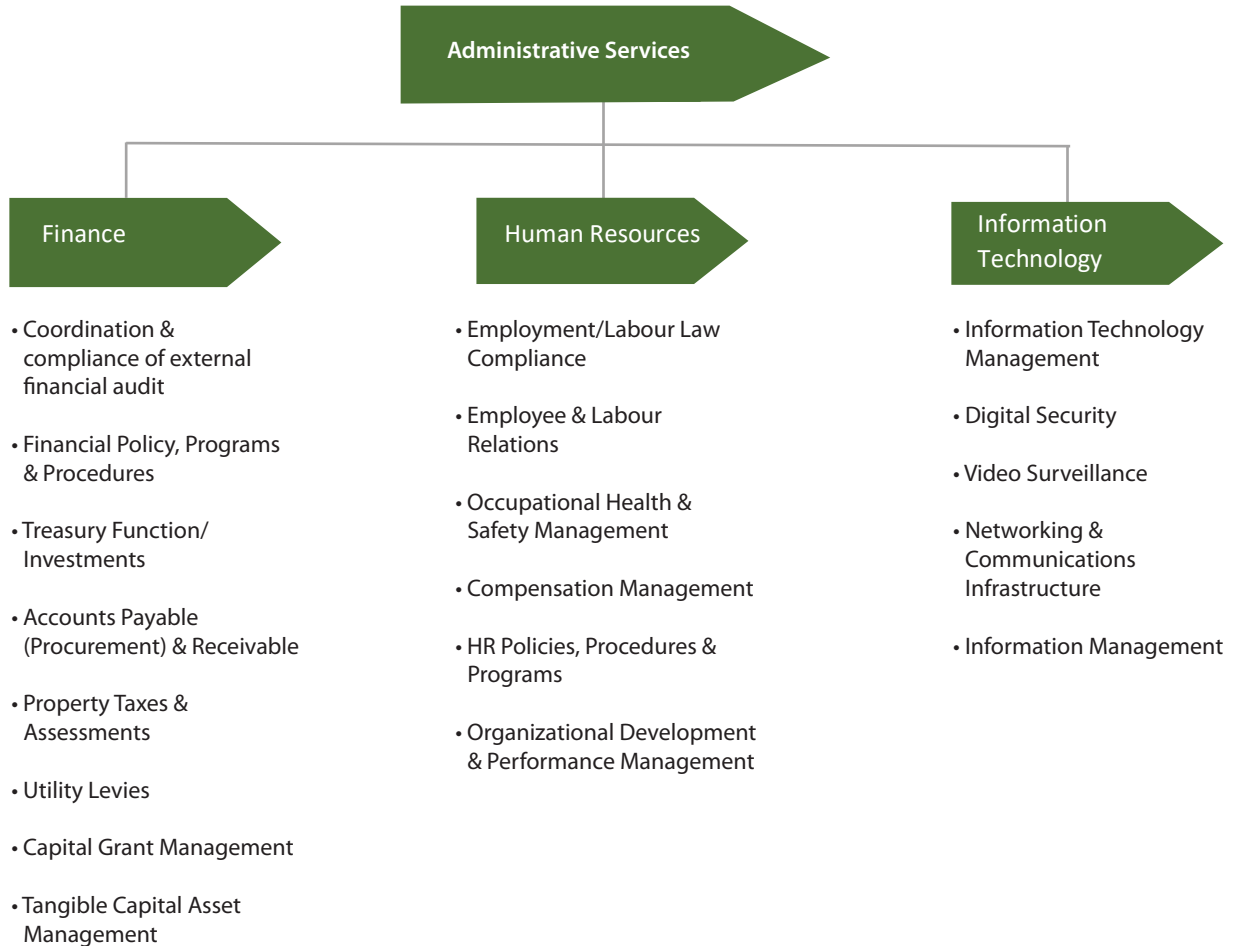 Administrative Services
Finance
• Coordination &
compliance of external
financial audit
• Financial Policy, Programs
& Procedures
• Treasury Function/
Investments
• Accounts Payable
(Procurement) & Receivable
• Property Taxes &
Assessments
• Utility Levies
• Capital Grant Management
• Tangible Capital Asset
Management
Human Resources
• Employment/Labour Law
Compliance
• Employee & Labour
Relations
• Occupational Health &
Safety Management
• Compensation Management
• HR Policies, Procedures &
Programs
• Organizational Development
& Performance Management
Information
Technology
• Information Technology
Management
• Digital Security
• Video Surveillance
• Networking &
Communications
Infrastructure
• Information Management